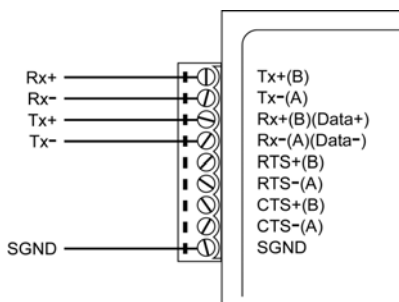 Rx+ Tx+(B)
Rx- Tx-(A)
Tx+ Rx+(B)(Data+)
Tx- Rx-(A)(Data-)
RTS+(B)
RTS-(A)
CTS+(B)
CTS-(A)
SGND SGND